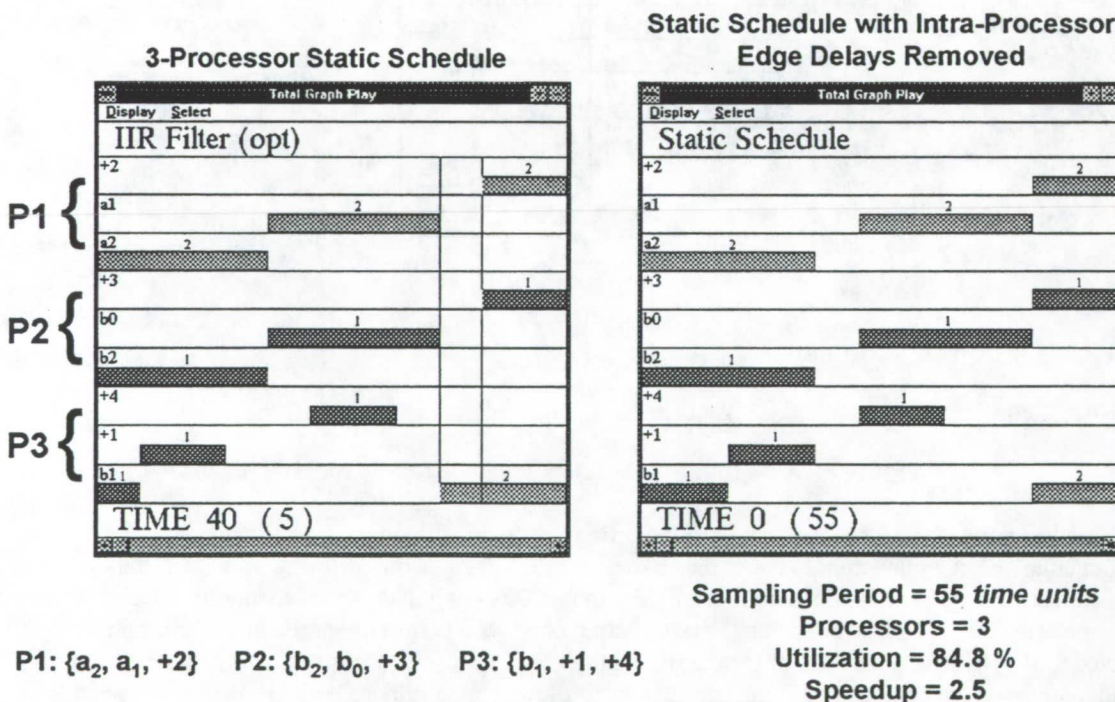 3-Processor Static Schedule
Total Graph Play
Display Select
IIR Filter (opt)
+2
2
a1
2
a2
2
+3
1
b0
1
b2
1
+4
1
+1
1
b1
1
2
TIME 40 ( 5 )
P1 {
P2 {
P3 {
Static Schedule with Intra-Processor
Edge Delays Removed
Total Graph Play
Display Select
Static Schedule
+2
2
a1
2
a2
2
+3
1
b0
1
b2
1
+4
1
+1
1
b1
1
2
TIME 0 ( 55 )
P1: {a2, a1, +2} P2: {b2, b0, +3} P3: {b1, +1, +4}
Sampling Period = 55 time units
Processors = 3
Utilization = 84.8 %
Speedup = 2.5